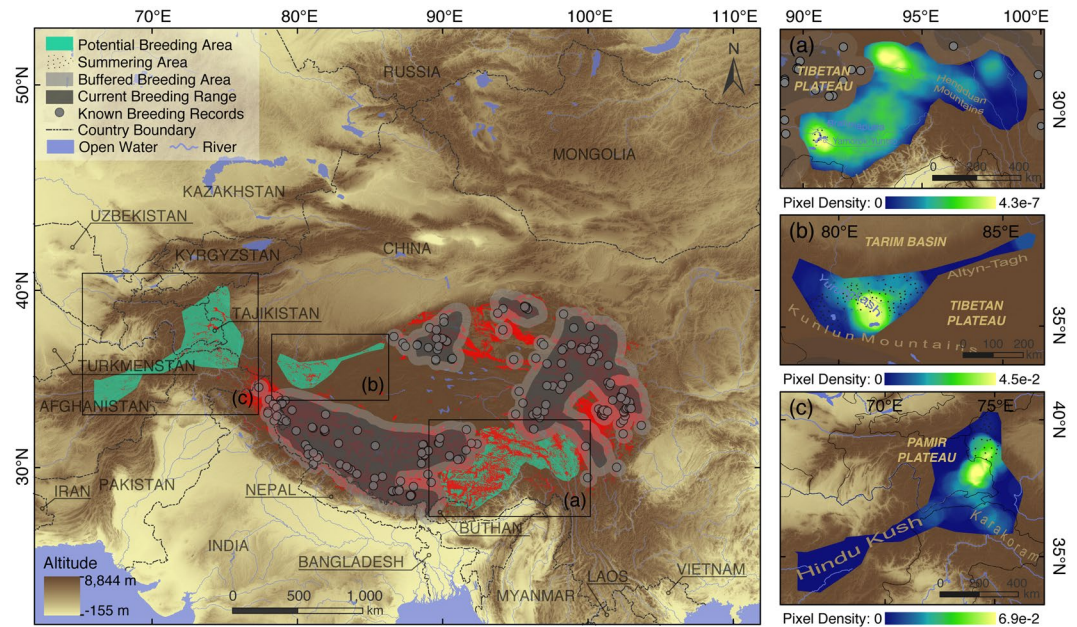 70°E 80°E 90°E 100°E 110°E
50°N
40°N
30°N
Potential Breeding Area
Summering Area
Buffered Breeding Area
Current Breeding Range
Known Breeding Records
Country Boundary
Open Water River
N
RUSSIA
MONGOLIA
KAZAKHSTAN
UZBEKISTAN
CHINA
KYRGYZSTAN
TAJIKISTAN
TURKMENSTAN
(b)
(c)
AFGHANISTAN
PAKISTAN
IRAN
NEPAL
(a)
BUTHAN
INDIA
BANGLADESH
VIETNAM
LAOS
MYANMAR
Altitude
8,844 m
-155 m
0 500 1,000
km
90°E 95°E 100°E
(a)
TIBETAN
PLATEAU
Hengduan
Mountains
30°N
0 200 400
km
Pixel Density: 0 4.3e-7
(b)
80°E 85°E
TARIM BASIN
Altyn-Tagh
TIBETAN
PLATEAU
Kunlun Mountains
35°N
0 100 200
km
Pixel Density: 0 4.5e-2
(c)
70°E 75°E
40°N
PAMIR
PLATEAU
Karakoram
Hindu Kush
35°N
0 200 400
km
Pixel Density: 0 6.9e-2